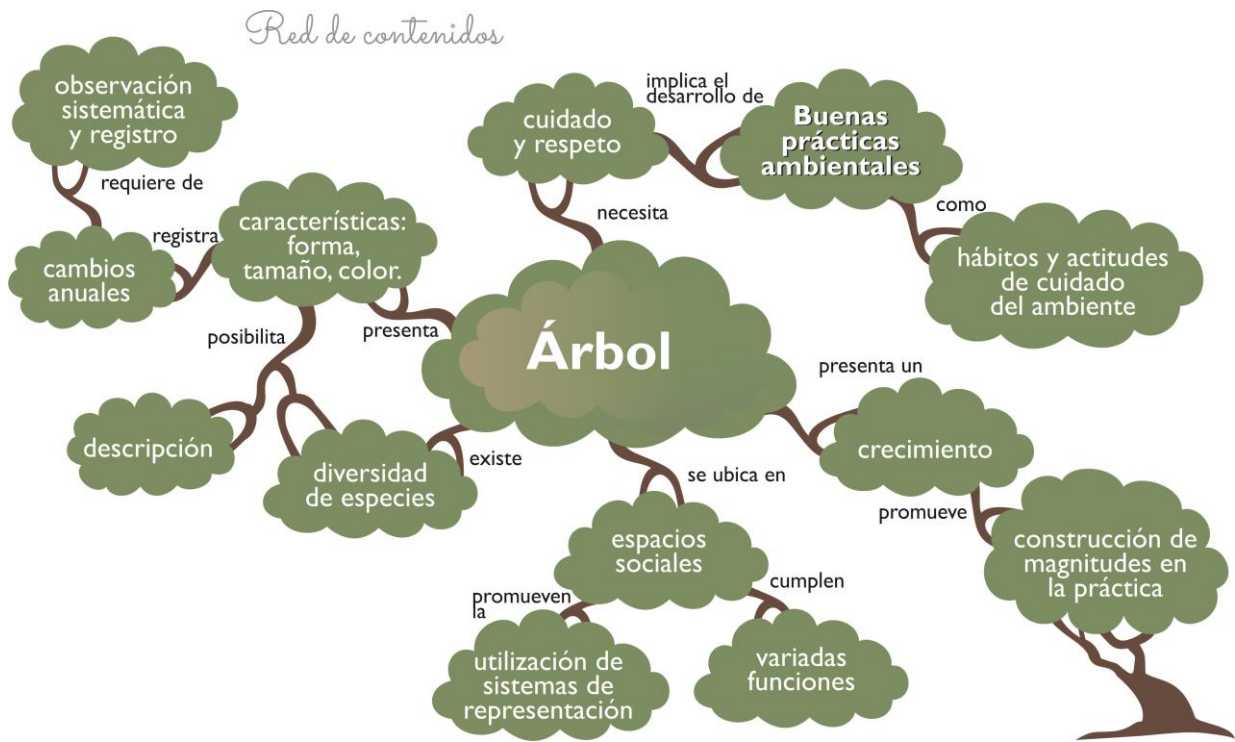 Red de contenidos
observación
sistemática
y registro
requiere de
cambios
anuales
registra
características:
forma,
tamaño, color.
presenta
posibilita
descripción
diversidad
de especies
existe
Árbol
necesita
cuidado
y respeto
implica el
desarrollo de
Buenas
prácticas
ambientales
como
hábitos y actitudes
de cuidado
del ambiente
presenta un
crecimiento
promueve
construcción de
magnitudes en
la práctica
se ubica en
espacios
sociales
promueven
la
utilización de
sistemas de
representación
cumplen
variadas
funciones